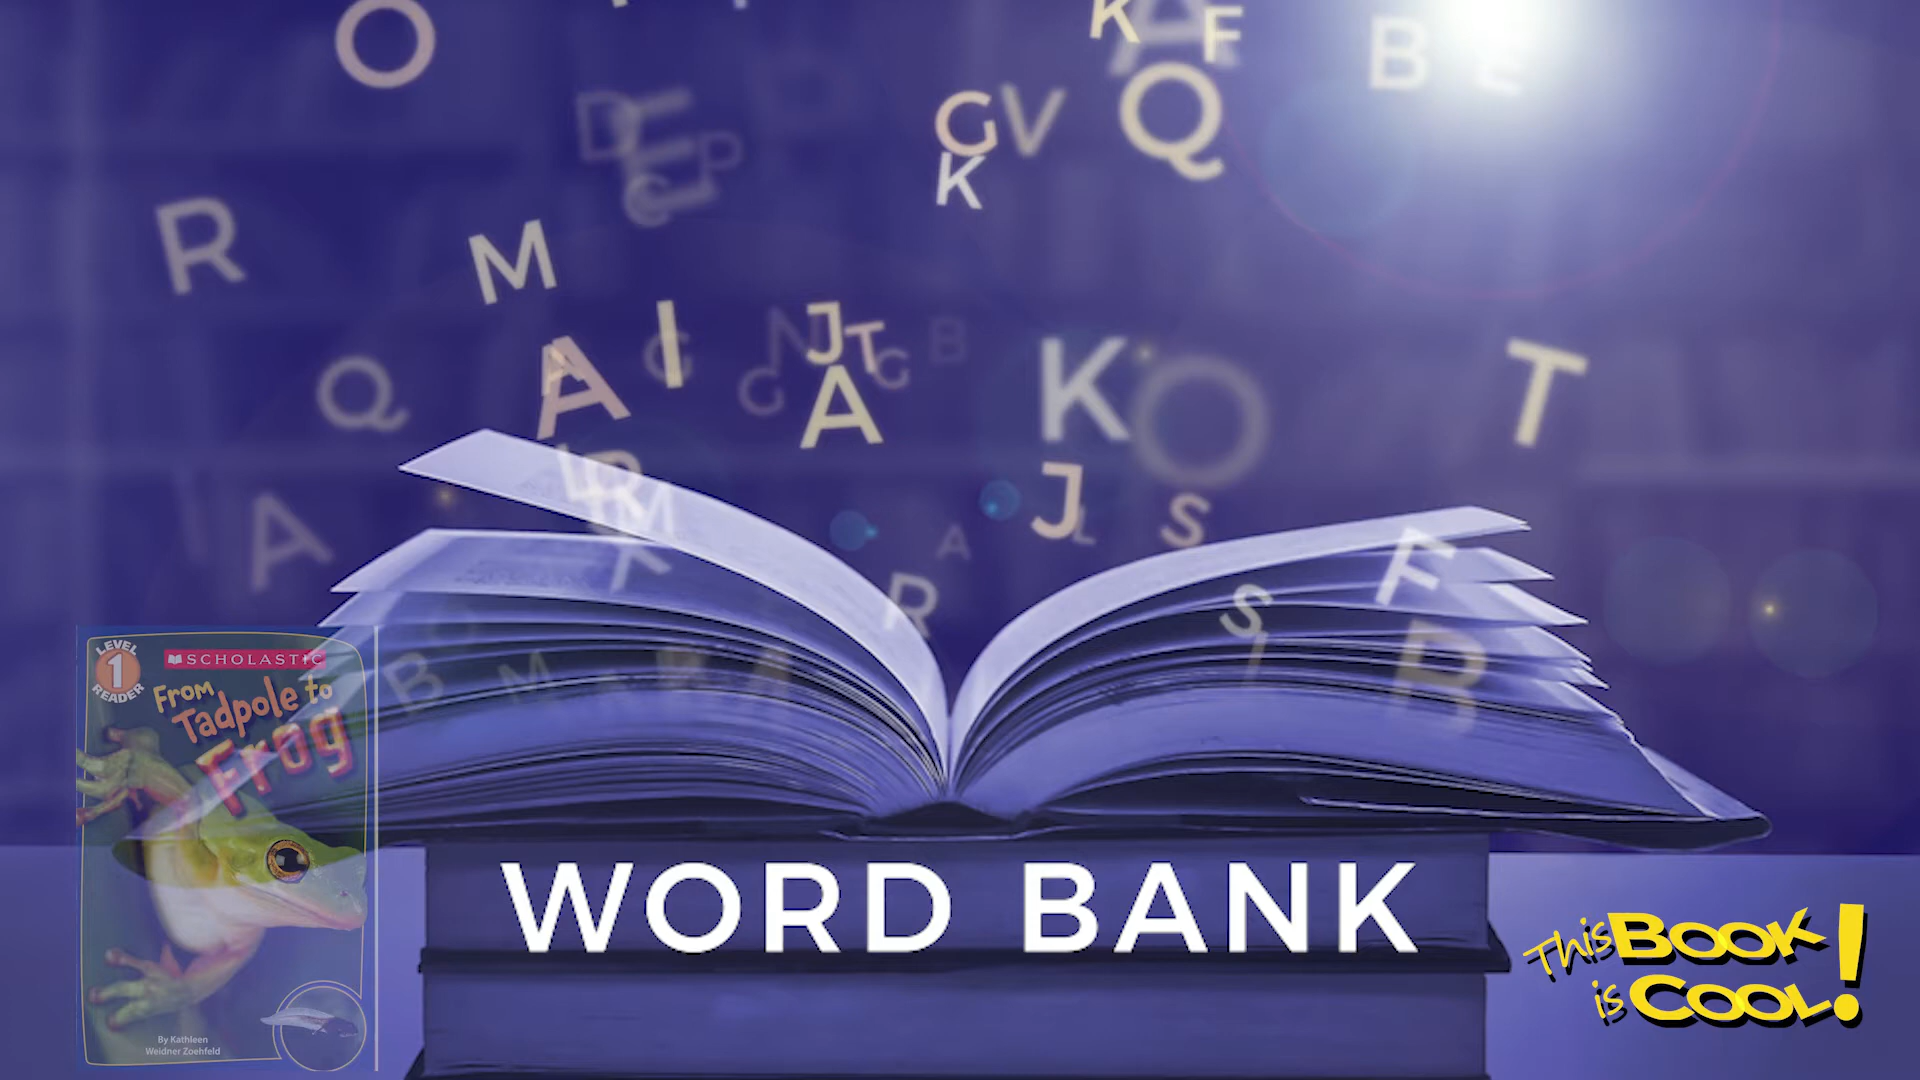 LEVEL
1
READER
SCHOLASTIC
From
Tadpole to
Frog
By Kathleen
Weidner Zoehfeld
WORD BANK
This BOOK
is COOL!